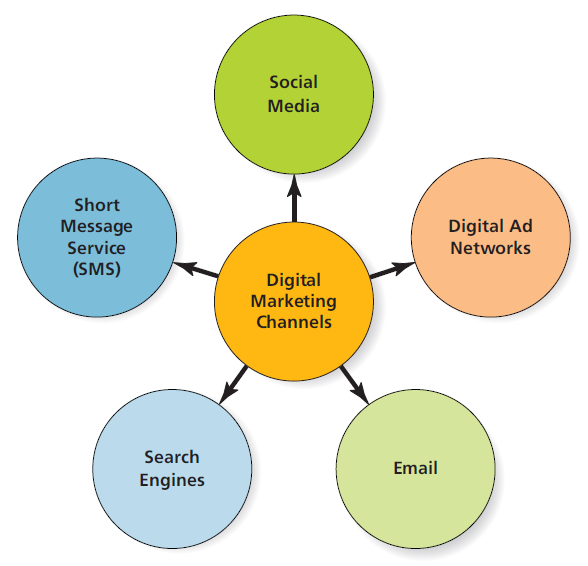 Social
Media
Short
Message
Service
(SMS)
Digital Ad
Networks
Digital
Marketing
Channels
Search
Engines
Email